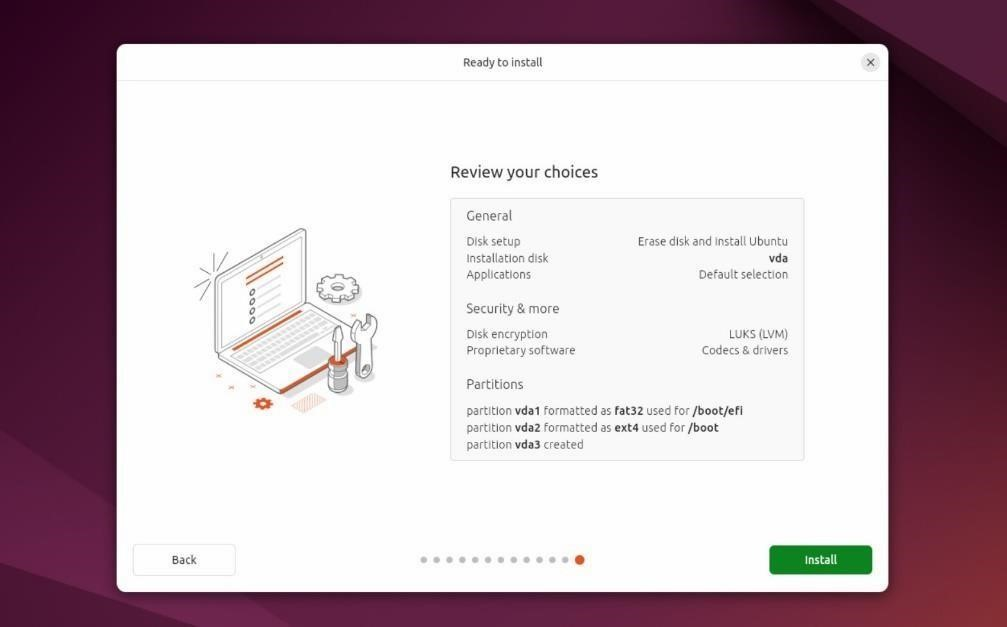 Ready to install
Review your choices
General
Disk setup Erase disk and install Ubuntu
Installation disk vda
Applications Default selection
Security & more
Disk encryption LUKS (LVM)
Proprietary software Codecs & drivers
Partitions
partition vda1 formatted as fat32 used for /boot/efi
partition vda2 formatted as ext4 used for /boot
partition vda3 created
Back Install